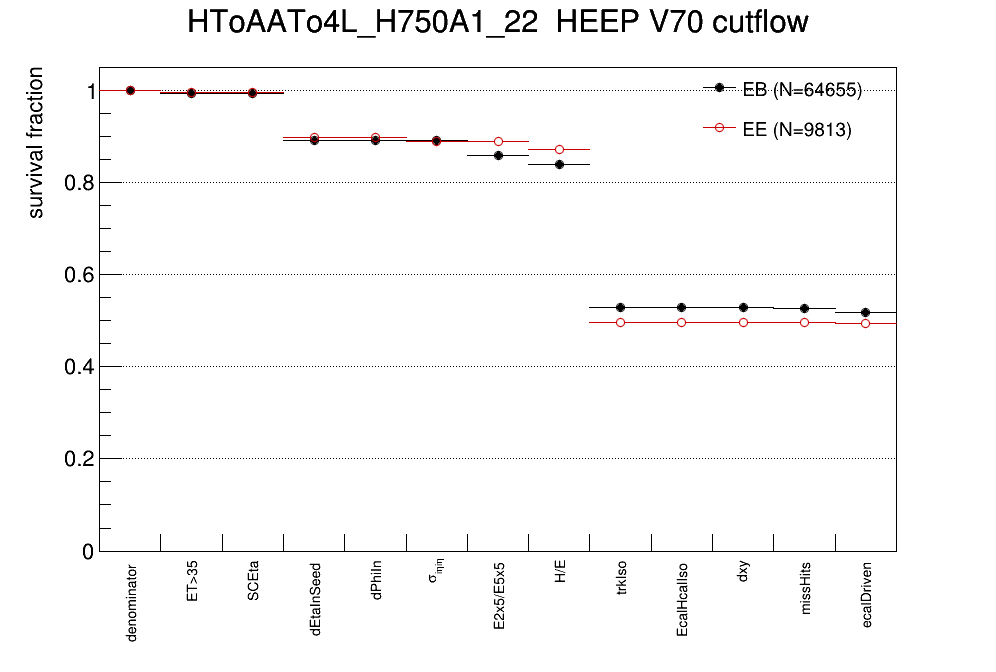 HToAATo4L_H750A1_22 HEEP V70 cutflow
survival fraction
1
0.8
0.6
0.4
0.2
0
EB (N=64655)
EE (N=9813)
denominator
ET>35
SCEta
dEtaInSeed
dPhiIn
σiηiη
E2x5/E5x5
H/E
trkIso
EcalHcalIso
dxy
missHits
ecalDriven